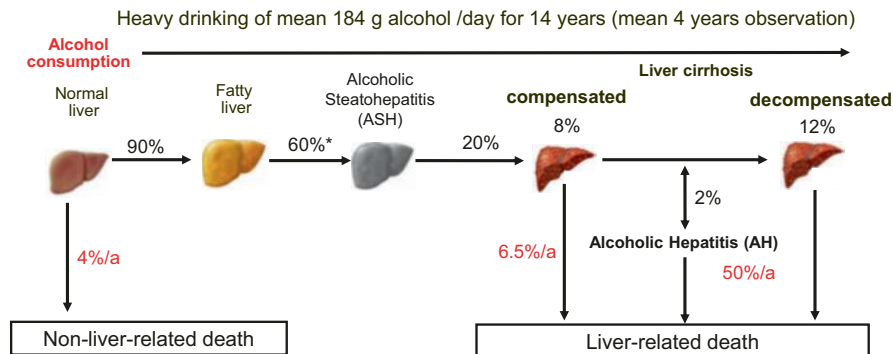 Heavy drinking of mean 184 g alcohol /day for 14 years (mean 4 years observation)
Alcohol
consumption
Liver cirrhosis
Normal
liver
Fatty
liver
Alcoholic
Steatohepatitis
(ASH)
compensated
decompensated
90%
60%*
20%
8%
12%
2%
4%/a
6.5%/a
Alcoholic Hepatitis (AH)
50%/a
Non-liver-related death
Liver-related death